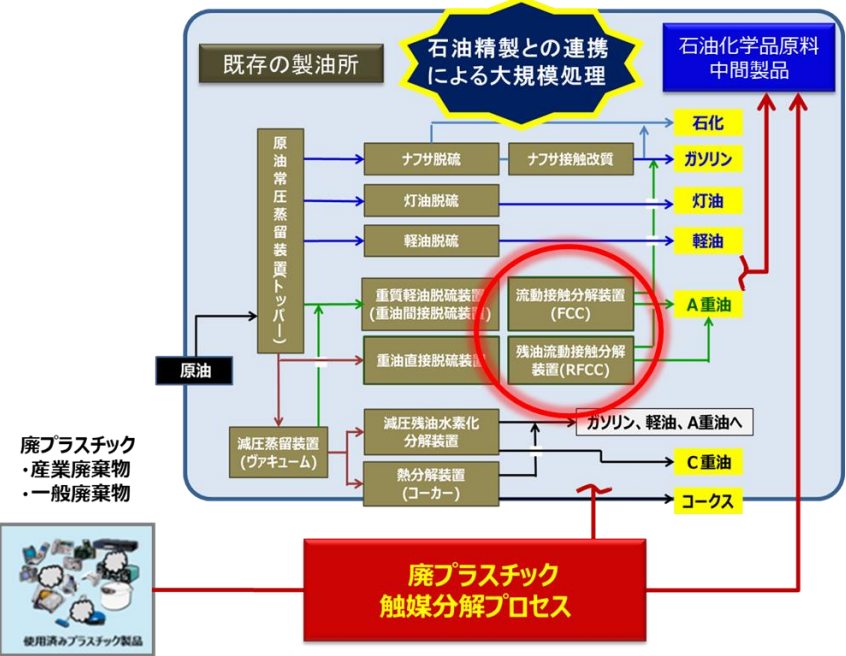 石油精製との連携
による大規模処理
既存の製油所
石油化学品原料
中間製品
石化
原油常圧蒸留装置(トッパー)
ナフサ脱硫
ナフサ接触改質
ガソリン
灯油脱硫
灯油
軽油脱硫
軽油
重質軽油脱硫装置
(重油間接脱硫装置)
流動接触分解装置
(FCC)
A重油
重油直接脱硫装置
残油流動接触分解
装置(RFCC)
原油
減圧蒸留装置
(ヴァキューム)
減圧残油水素化
分解装置
ガソリン、軽油、A重油へ
熱分解装置
(コーカー)
C重油
コークス
廃プラスチック
・産業廃棄物
・一般廃棄物
使用済みプラスチック製品
廃プラスチック
触媒分解プロセス